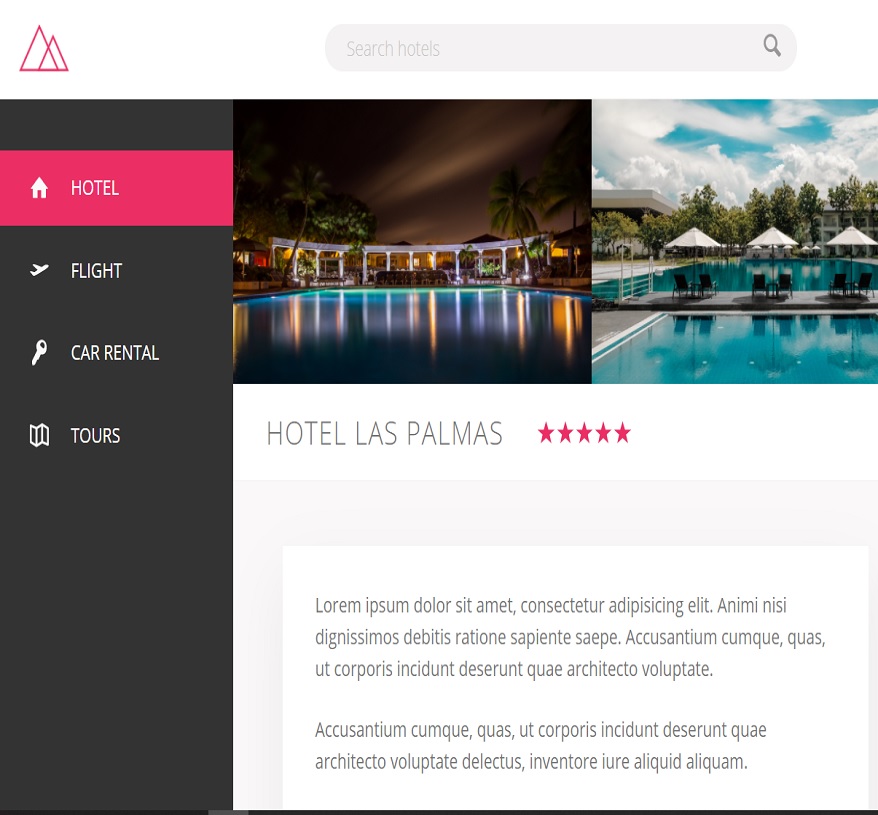 Search hotels
HOTEL
FLIGHT
CAR RENTAL
TOURS
HOTEL LAS PALMAS
Lorem ipsum dolor sit amet, consectetur adipisicing elit. Animi nisi
dignissimos debitis ratione sapiente saepe. Accusantium cumque, quas,
ut corporis incidunt deserunt quae architecto voluptate.
Accusantium cumque, quas, ut corporis incidunt deserunt quae
architecto voluptate delectus, inventore iure aliquid aliquam.